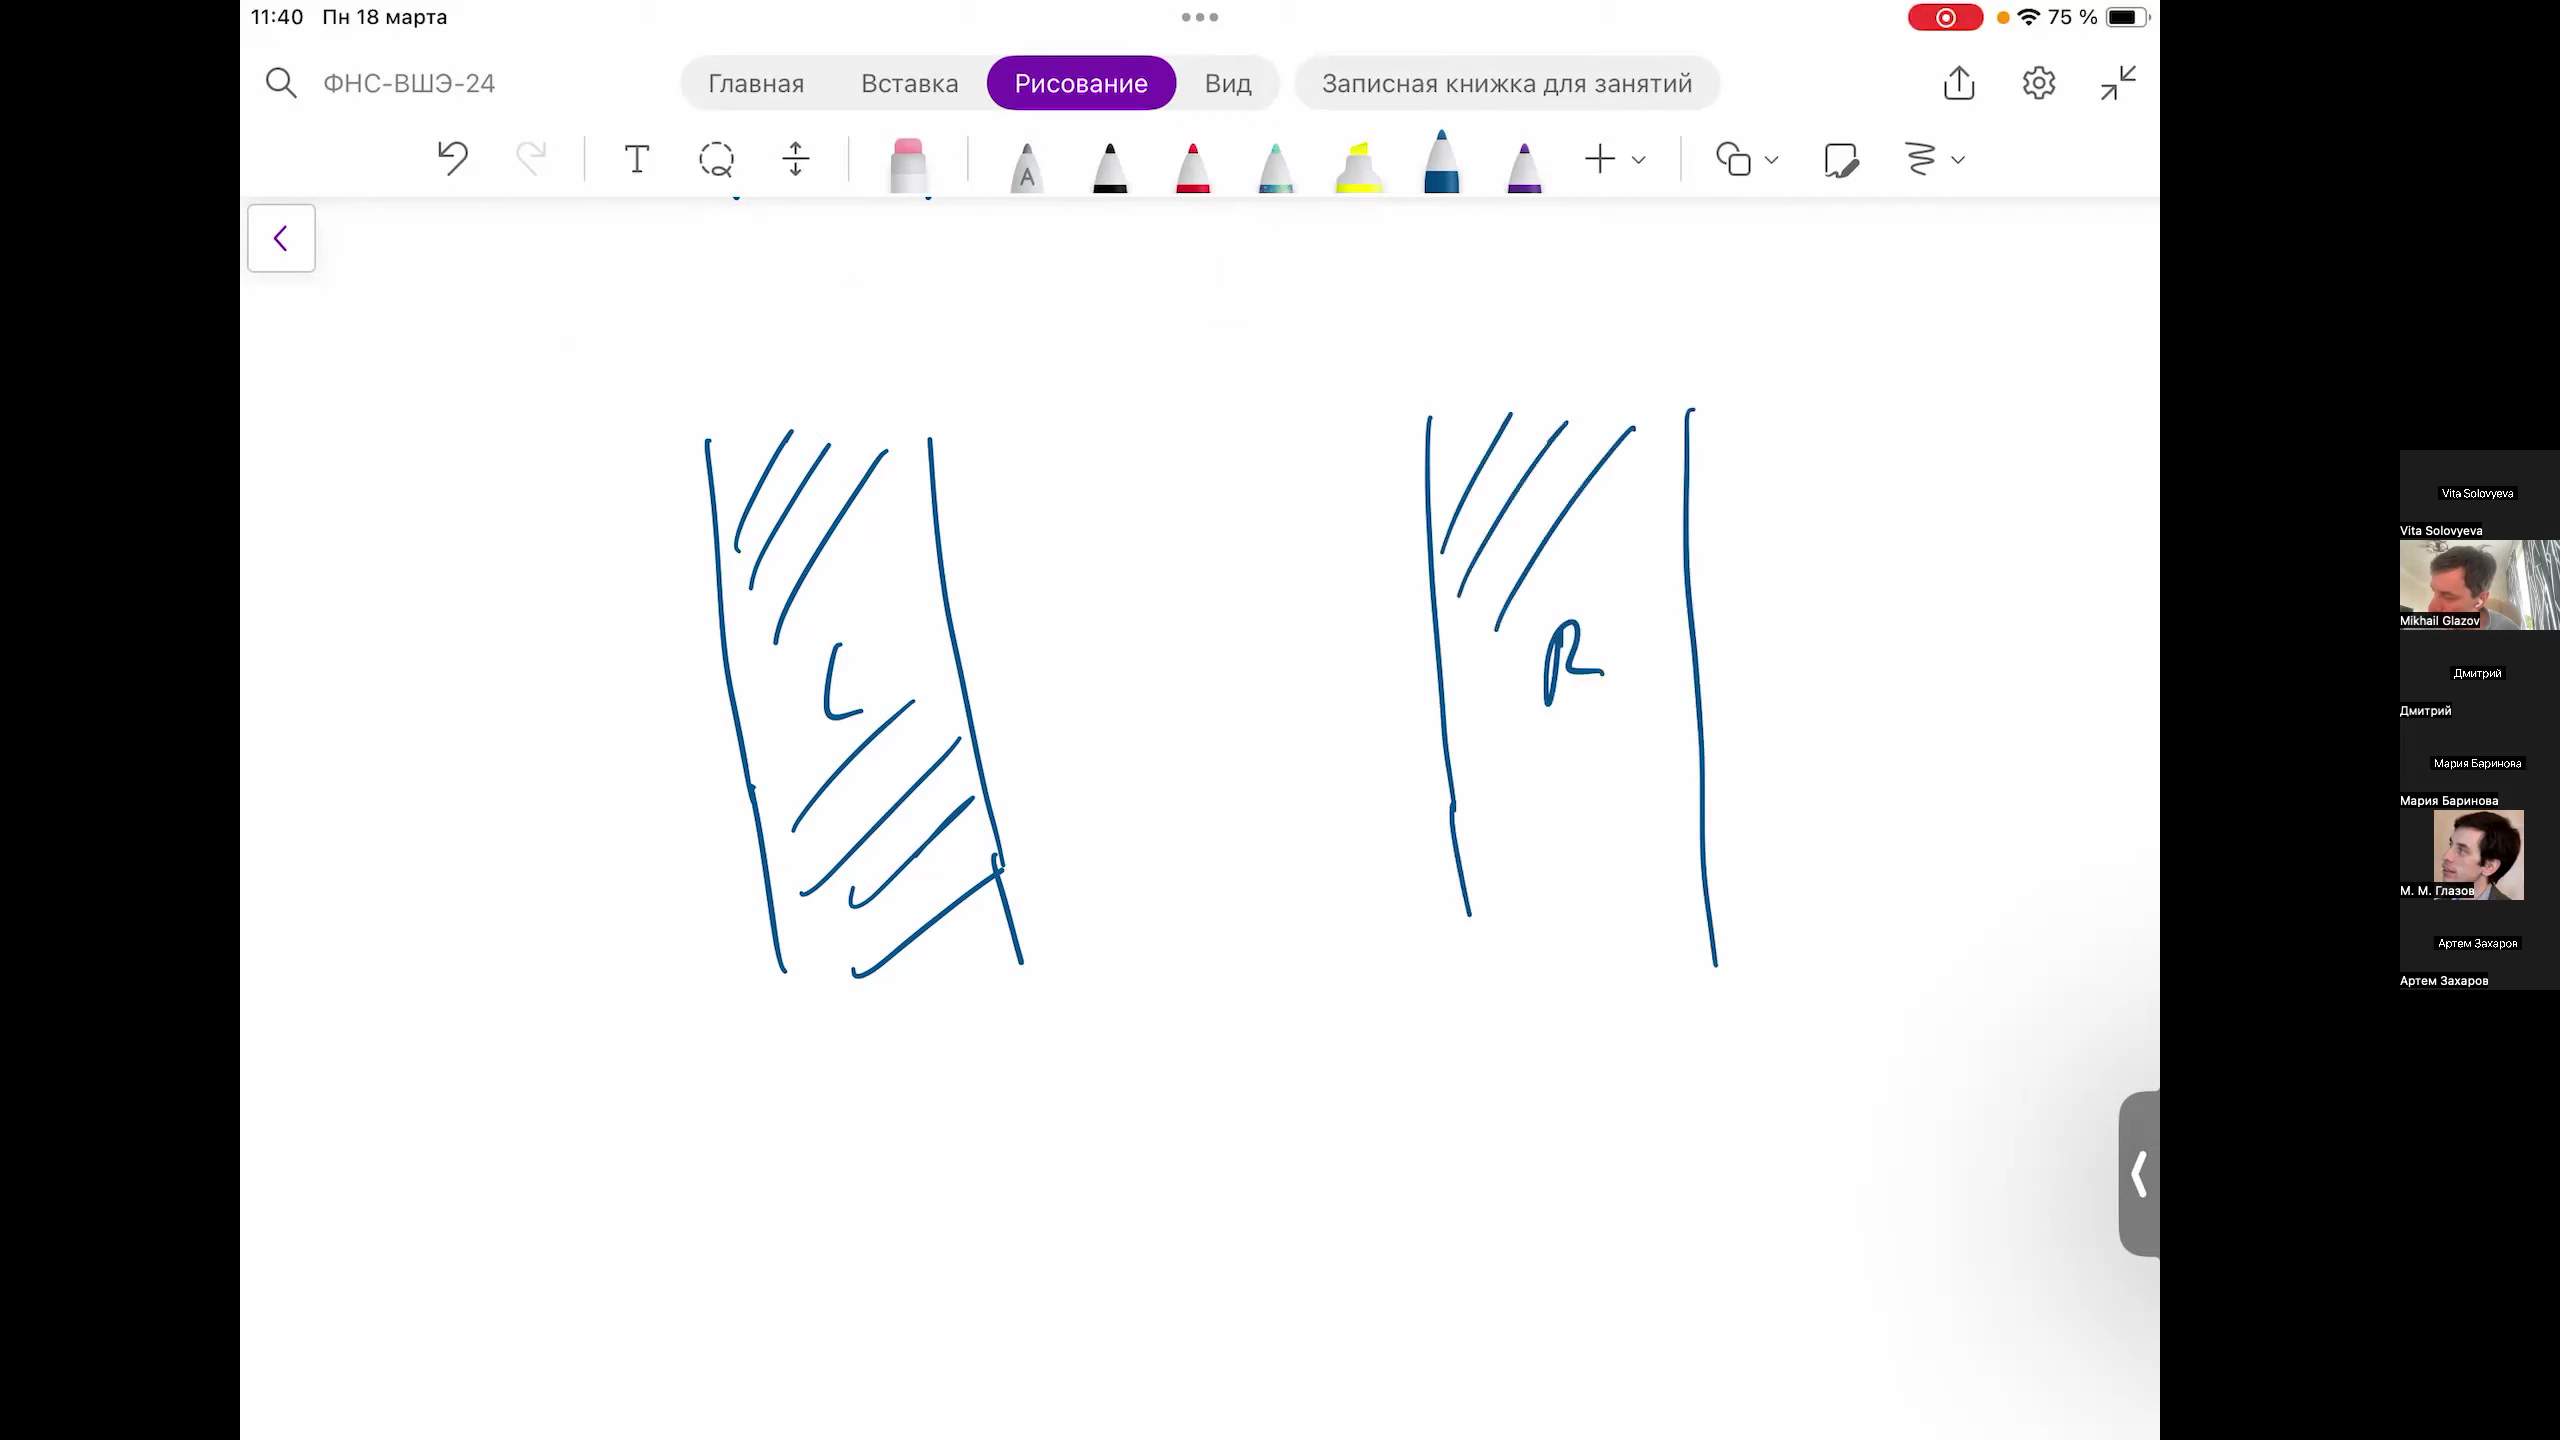 11:40 Пн 18 марта
75 %
ФНС-ВШЭ-24
Главная Вставка Рисование Вид Записная книжка для занятий
T
A
L
R
Vita Solovyeva
Vita Solovyeva
Mikhail Glazov
Дмитрий
Дмитрий
Мария Баринова
Мария Баринова
М. М. Глазов
Артем Захаров
Артем Захаров